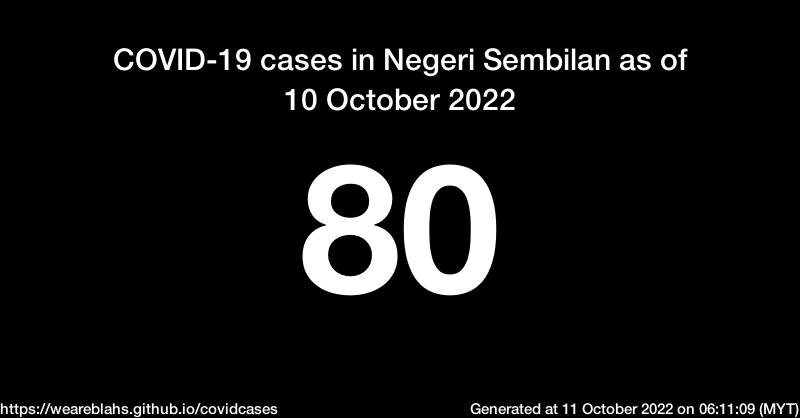 COVID-19 cases in Negeri Sembilan as of
10 October 2022
80
https://weareblahs.github.io/covidcases
Generated at 11 October 2022 on 06:11:09 (MYT)